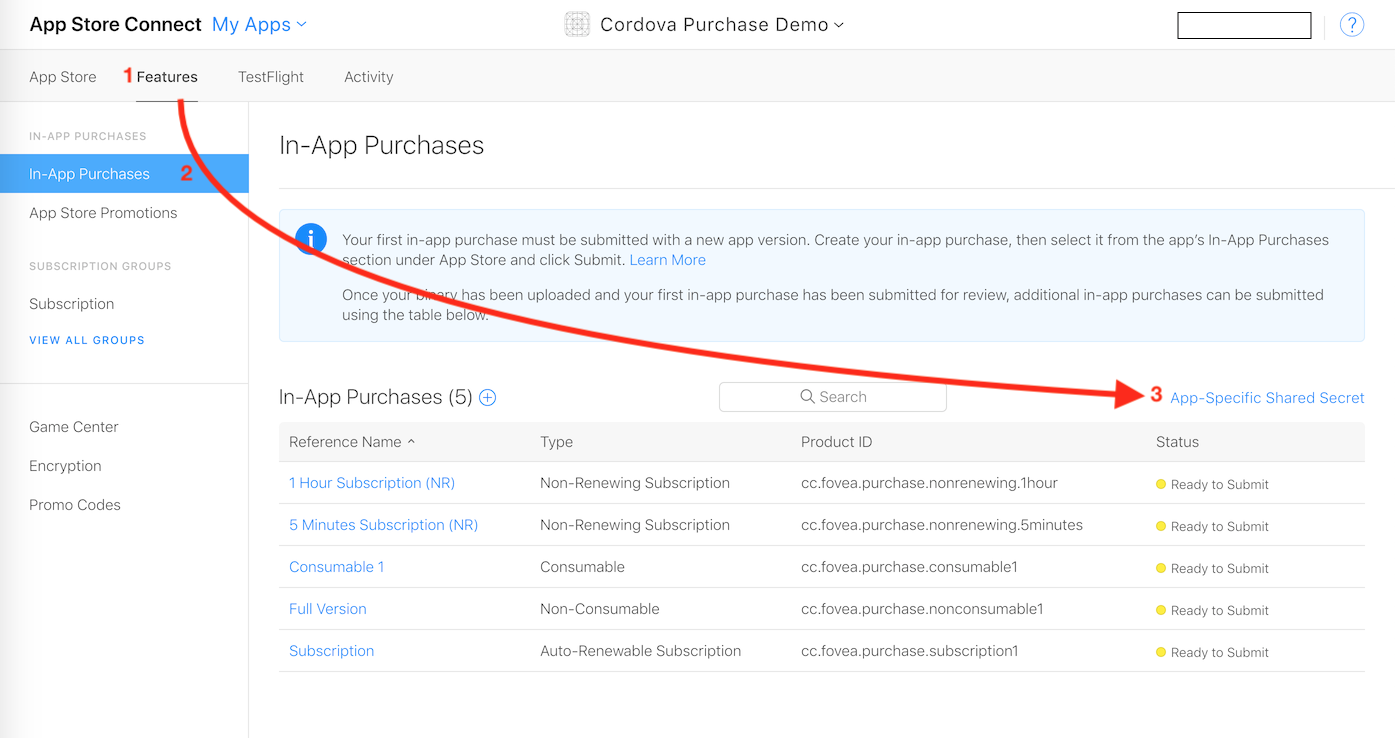 App Store Connect My Apps Cordova Purchase Demo ?
App Store 1 Features TestFlight Activity
IN-APP PURCHASES
In-App Purchases 2
App Store Promotions
SUBSCRIPTION GROUPS
Subscription
VIEW ALL GROUPS
Game Center
Encryption
Promo Codes
In-App Purchases
Your first in-app purchase must be submitted with a new app version. Create your in-app purchase, then select it from the app’s In-App Purchases
section under App Store and click Submit. Learn More
Once your binary has been uploaded and your first in-app purchase has been submitted for review, additional in-app purchases can be submitted
using the table below.
In-App Purchases (5) Search 3 App-Specific Shared Secret
Reference Name Type Product ID Status
1 Hour Subscription (NR) Non-Renewing Subscription cc.fovea.purchase.nonrenewing.1hour Ready to Submit
5 Minutes Subscription (NR) Non-Renewing Subscription cc.fovea.purchase.nonrenewing.5minutes Ready to Submit
Consumable 1 Consumable cc.fovea.purchase.consumable1 Ready to Submit
Full Version Non-Consumable cc.fovea.purchase.nonconsumable1 Ready to Submit
Subscription Auto-Renewable Subscription cc.fovea.purchase.subscription1 Ready to Submit